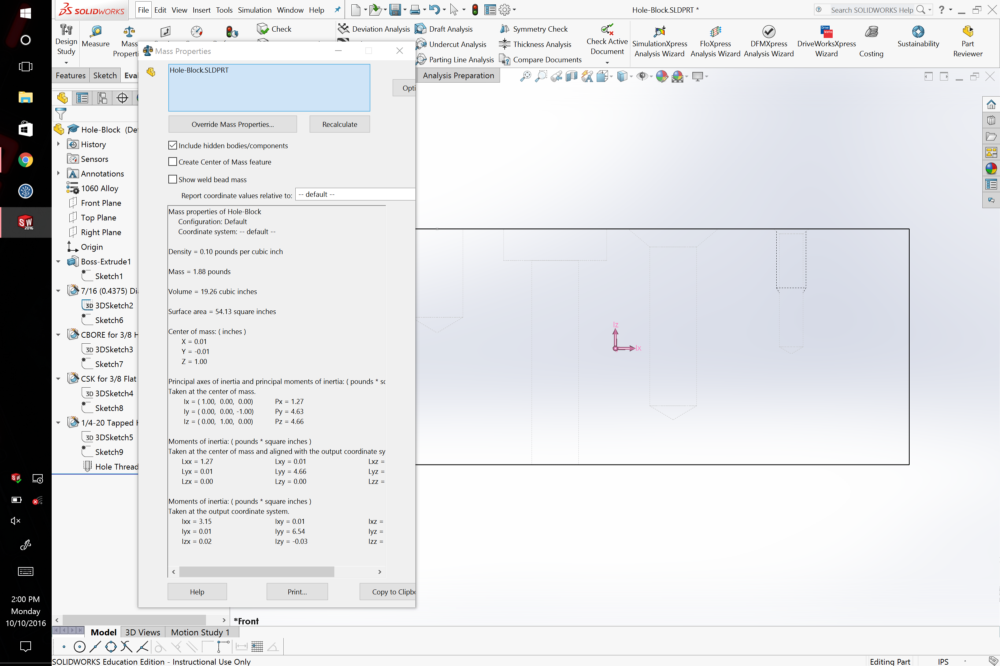 SOLIDWORKS
File Edit View Insert Tools Simulation Window Help
Hole-Block.SLDPRT *
Search SOLIDWORKS Help
Design Study
Measure
Mass Properti
Check
Deviation Analysis
Draft Analysis
Symmetry Check
Undercut Analysis
Thickness Analysis
Parting Line Analysis
Compare Documents
Check Active Document
SimulationXpress Analysis Wizard
FloXpress Analysis Wizard
DFMXpress Analysis Wizard
Drive Works
DriveWorksXpress Wizard
Costing
Sustainability
Part Reviewer
Features Sketch Eval
Analysis Preparation
Hole-Block (De
History
Sensors
Annotations
1060 Alloy
Front Plane
Top Plane
Right Plane
Origin
Boss-Extrude1
Sketch1
7/16 (0.4375) Di
3D 3DSketch2
Sketch6
CBORE for 3/8 H
3D 3DSketch3
Sketch7
CSK for 3/8 Flat
3D 3DSketch4
Sketch8
1/4-20 Tapped H
3D 3DSketch5
Sketch9
Hole Thread
Mass Properties
Hole-Block.SLDPRT
Opti
Override Mass Properties...
Recalculate
Include hidden bodies/components
Create Center of Mass feature
Show weld bead mass
Report coordinate values relative to: -- default --
Mass properties of Hole-Block
Configuration: Default
Coordinate system: -- default --
Density = 0.10 pounds per cubic inch
Mass = 1.88 pounds
Volume = 19.26 cubic inches
Surface area = 54.13 square inches
Center of mass: ( inches )
X = 0.01
Y = -0.01
Z = 1.00
Principal axes of inertia and principal moments of inertia: ( pounds * sq
Taken at the center of mass.
Ix = ( 1.00, 0.00, 0.00) Px = 1.27
Iy = ( 0.00, 0.00, -1.00) Py = 4.63
Iz = ( 0.00, 1.00, 0.00) Pz = 4.66
Moments of inertia: ( pounds * square inches )
Taken at the center of mass and aligned with the output coordinate sy
Lxx = 1.27 Lxy = 0.01 Lxz =
Lyx = 0.01 Lyy = 4.66 Lyz =
Lzx = 0.00 Lzy = 0.00 Lzz =
Moments of inertia: ( pounds * square inches )
Taken at the output coordinate system.
Ixx = 3.15 Ixy = 0.01 Ixz =
Iyx = 0.01 Iyy = 6.54 Iyz =
Izx = 0.02 Izy = -0.03 Izz =
Help
Print...
Copy to Clipbo
Iz
Ix
SW
2016
2:00 PM
Monday
10/10/2016
*Front
Model 3D Views Motion Study 1
SOLIDWORKS Education Edition - Instructional Use Only
Editing Part
IPS